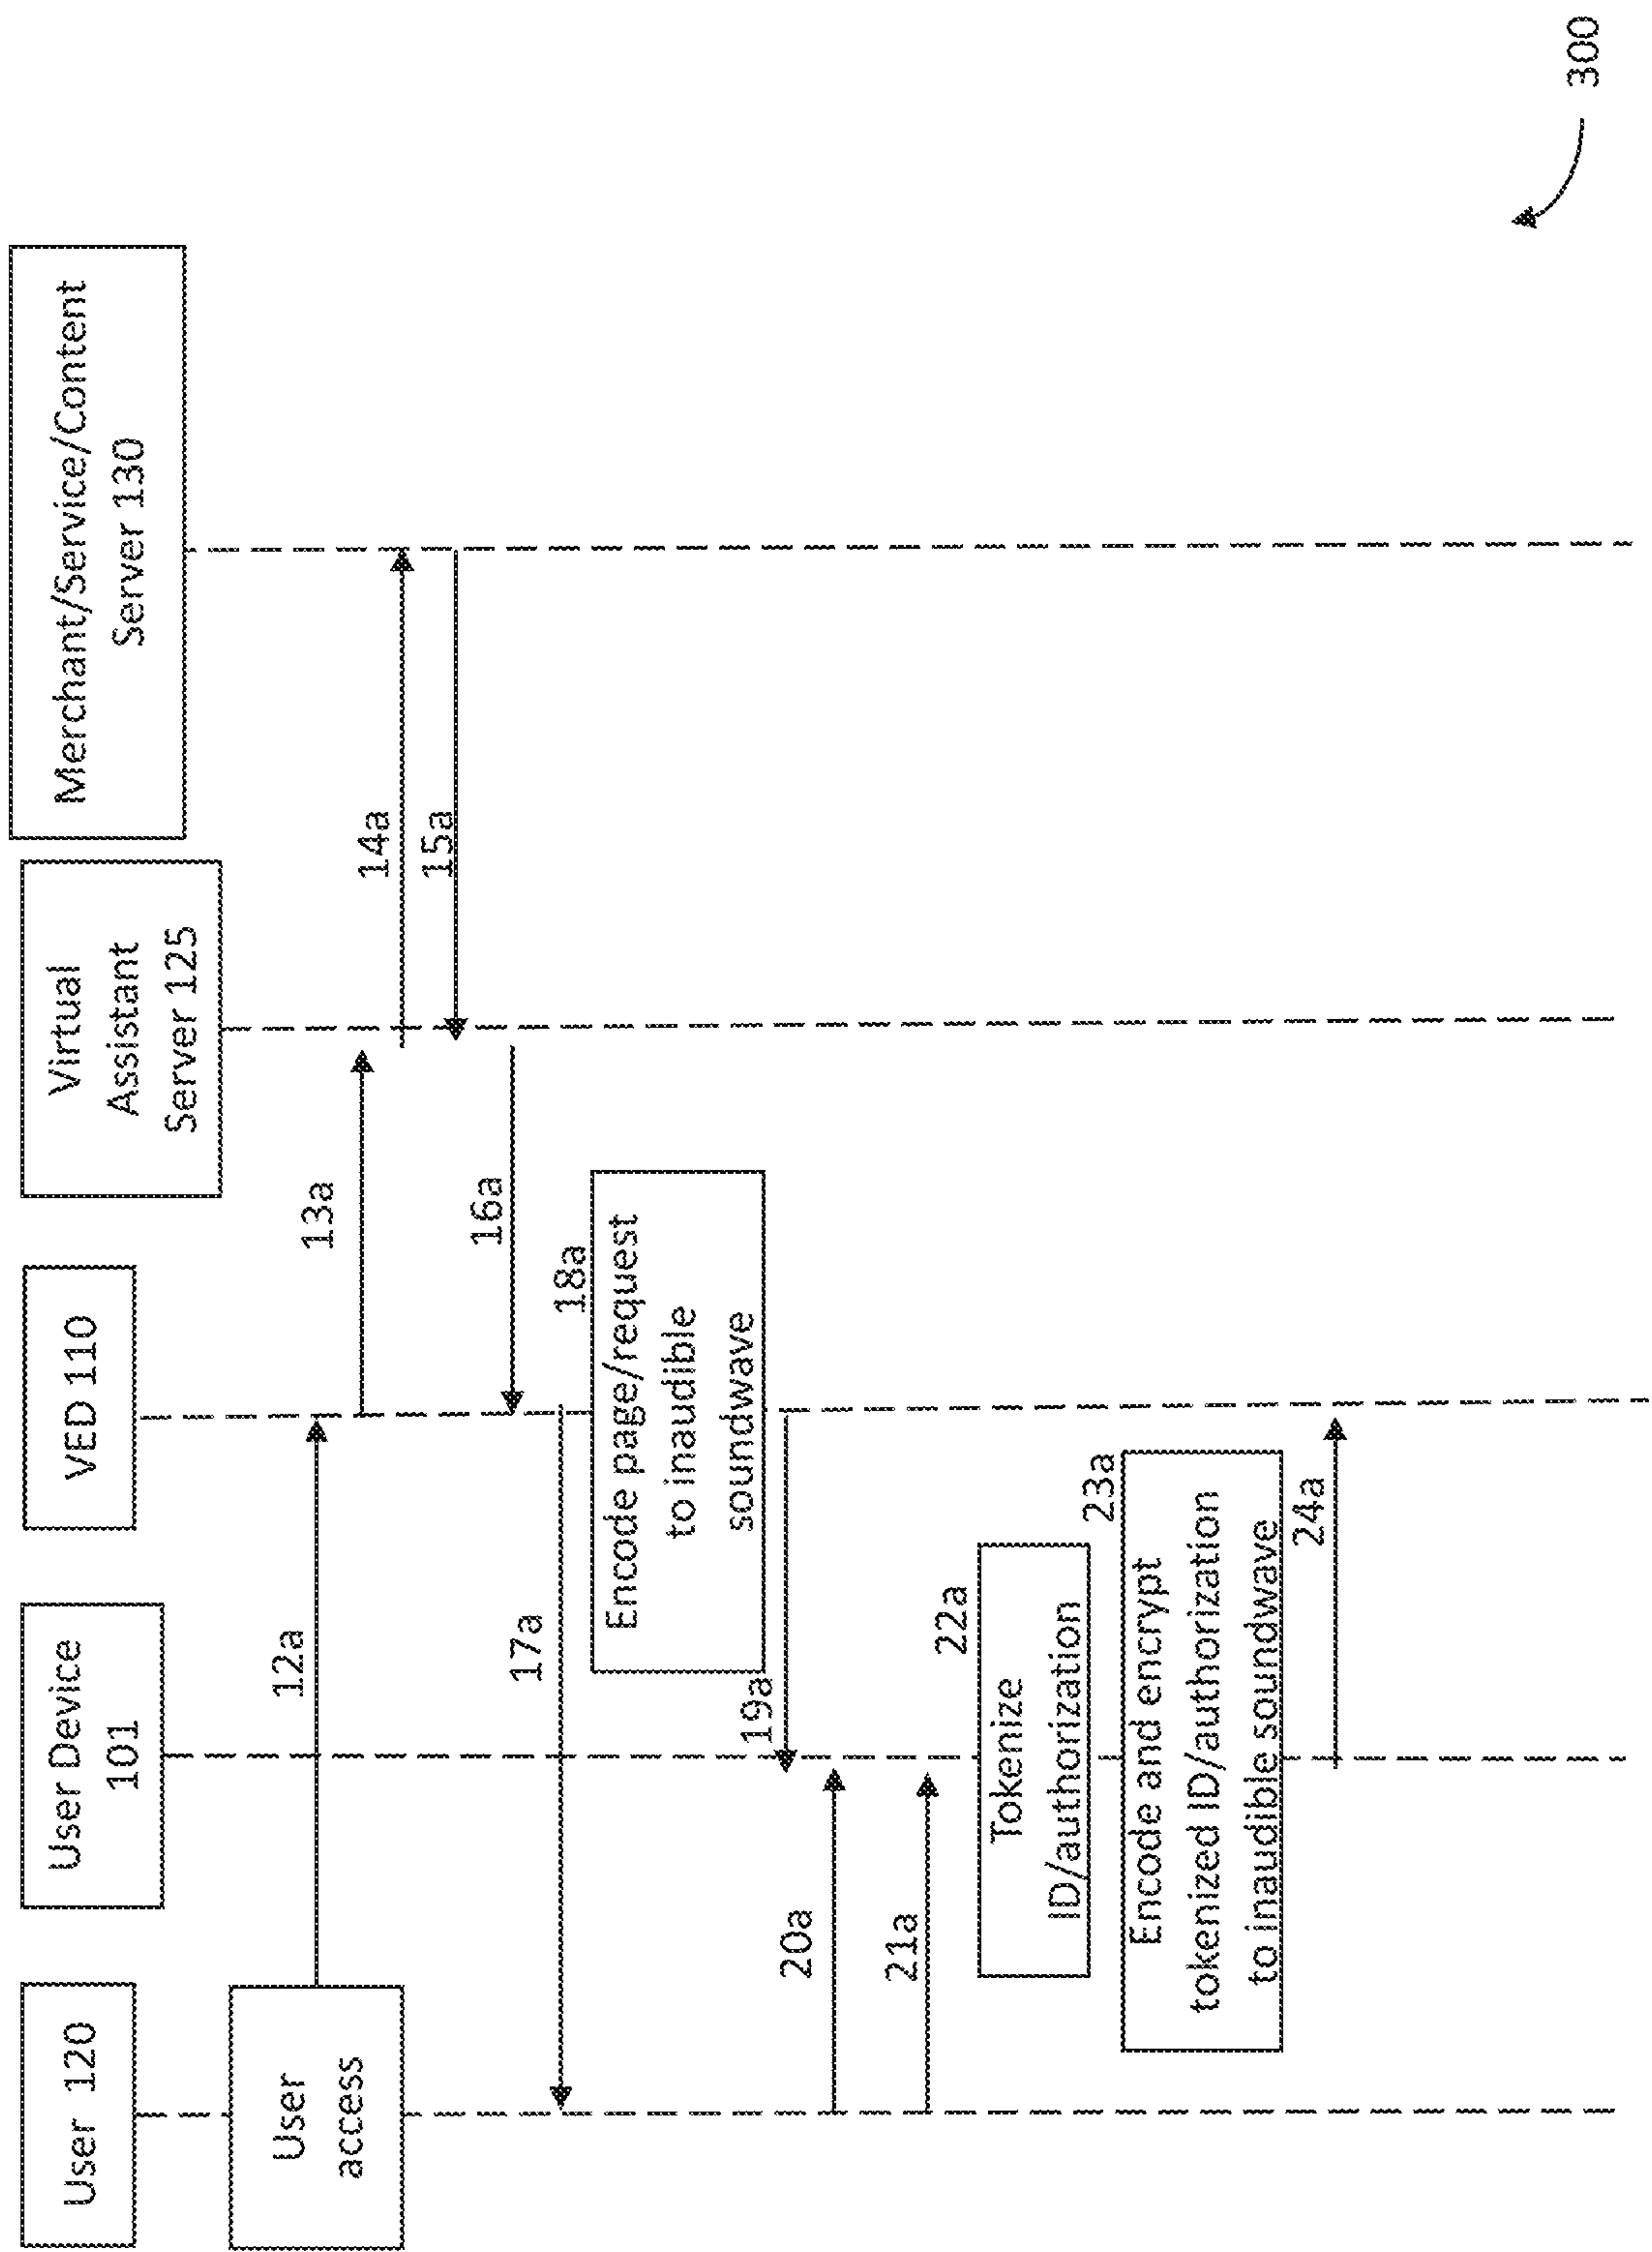 User 120
User Device
101
VED 110
Virtual
Assistant
Server 125
Merchant/Service/Content
Server 130
User
access
12a
13a
14a
15a
16a
17a
18a
Encode page/request
to inaudible
soundwave
19a
20a
21a
22a
Tokenize
ID/authorization
23a
Encode and encrypt
tokenized ID/authorization
to inaudible soundwave
24a
300